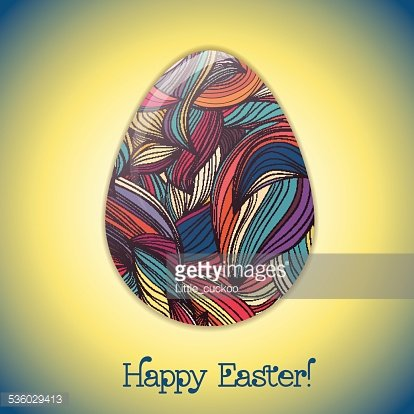 gettyimages
Little_cuckoo
Happy Easter!
536029413